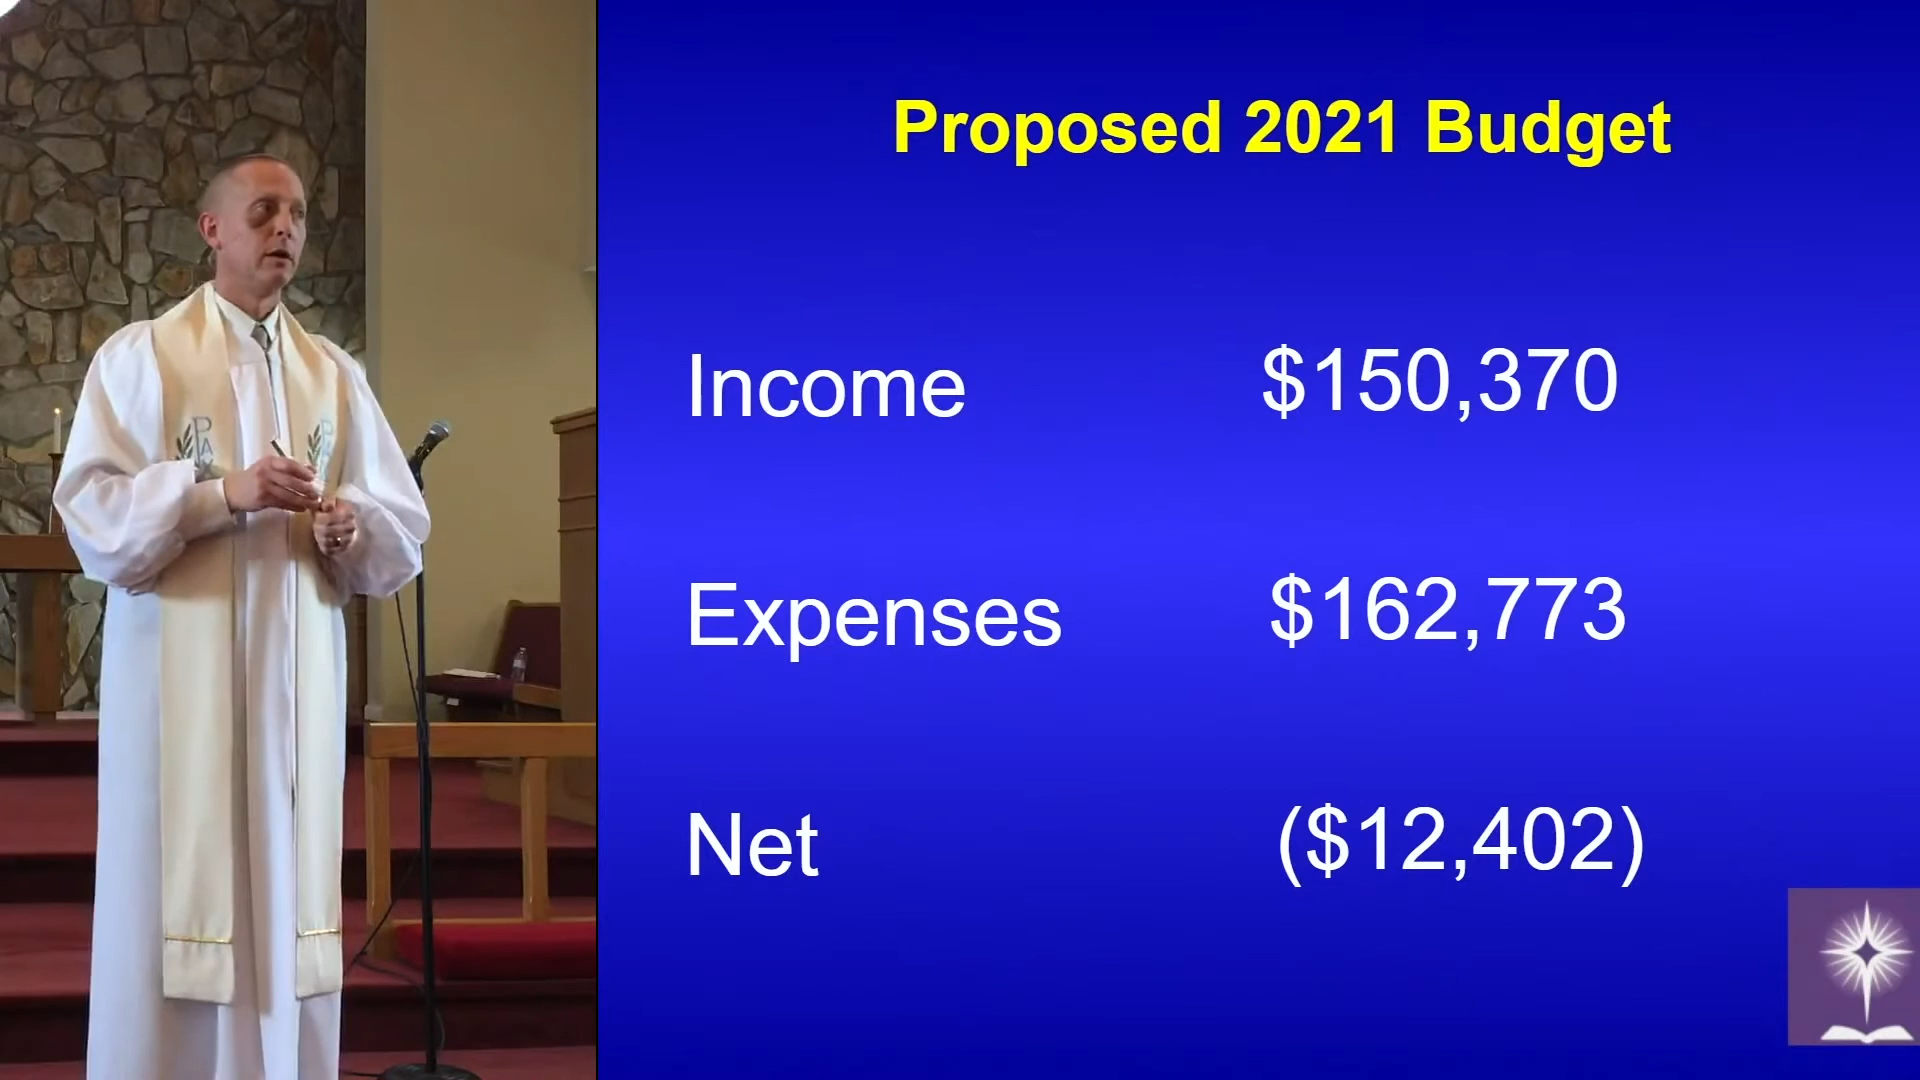 Proposed 2021 Budget
Income $150,370
Expenses $162,773
Net ($12,402)